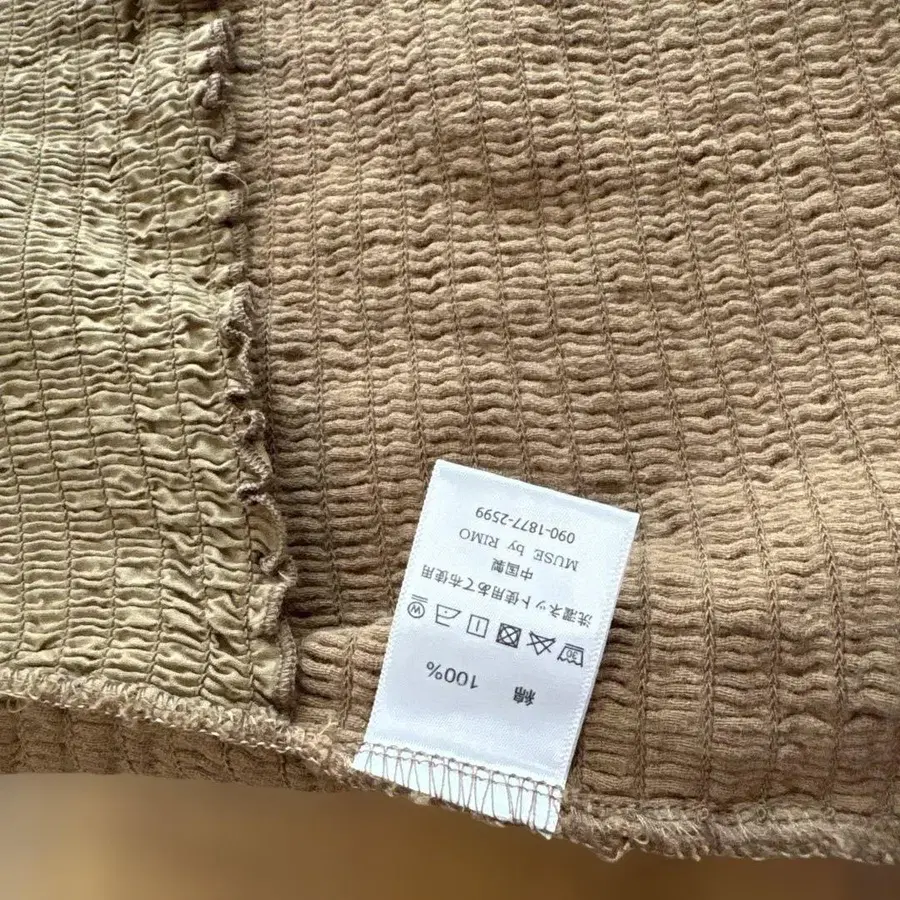 綿 100%
30
W
洗濯ネット使用あて布使用
中国製
MUSE by RIMO
090-1877-2599